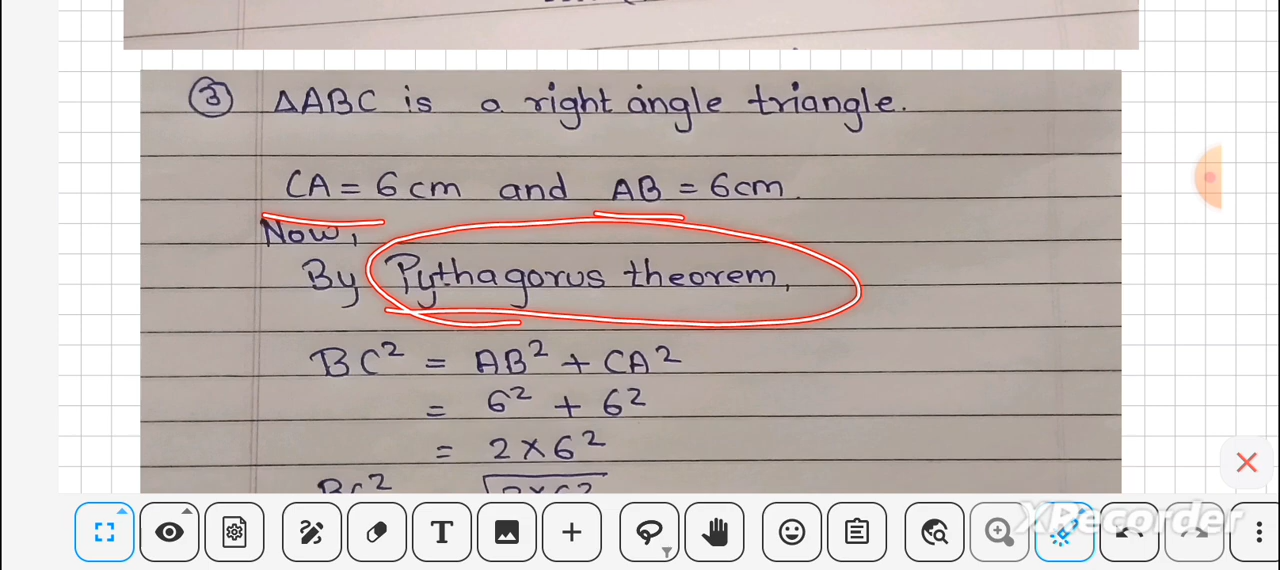 ③ △ABC is a right angle triangle.
CA = 6 cm and AB = 6cm.
Now,
By Pythagorus theorem,
BC² = AB² + CA²
= 6² + 6²
= 2 × 6²
T
XRecorder